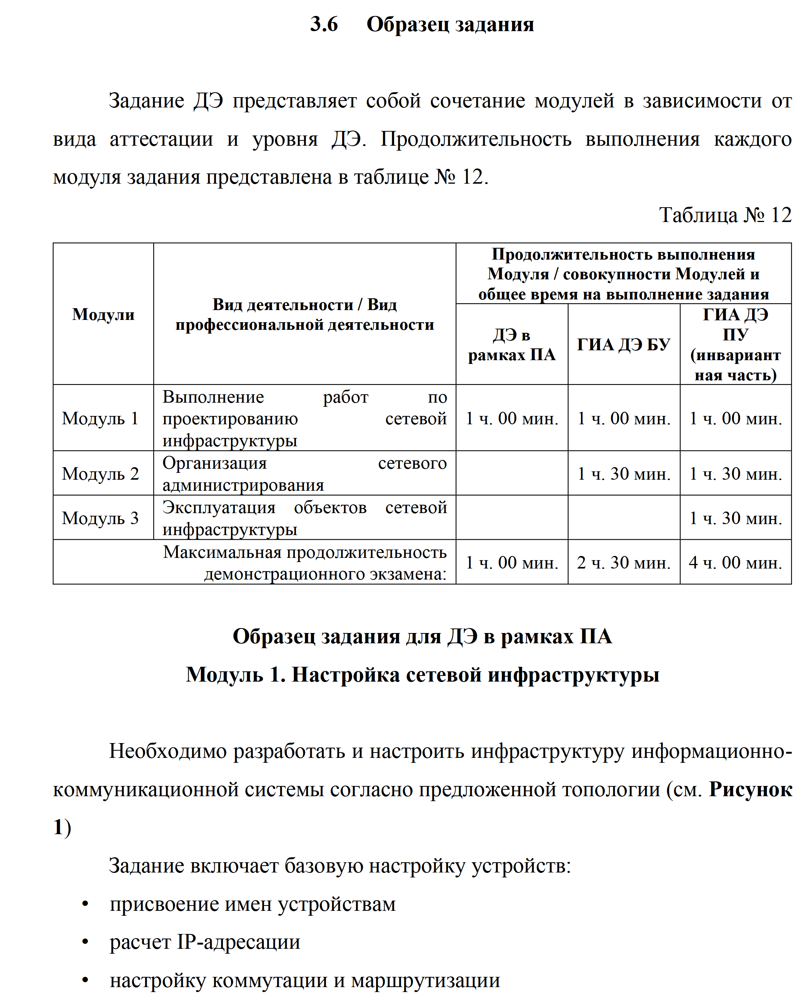 3.6 Образец задания
Задание ДЭ представляет собой сочетание модулей в зависимости от
вида аттестации и уровня ДЭ. Продолжительность выполнения каждого
модуля задания представлена в таблице № 12.
Таблица № 12
Модули
Вид деятельности / Вид
профессиональной деятельности
Продолжительность выполнения
Модуля / совокупности Модулей и
общее время на выполнение задания
ДЭ в
рамках ПА
ГИА ДЭ БУ
ГИА ДЭ
ПУ
(инвариант
ная часть)
Модуль 1
Выполнение работ по
проектированию сетевой
инфраструктуры
1 ч. 00 мин.
1 ч. 00 мин.
1 ч. 00 мин.
Модуль 2
Организация сетевого
администрирования
1 ч. 30 мин.
1 ч. 30 мин.
Модуль 3
Эксплуатация объектов сетевой
инфраструктуры
1 ч. 30 мин.
Максимальная продолжительность
демонстрационного экзамена:
1 ч. 00 мин.
2 ч. 30 мин.
4 ч. 00 мин.
Образец задания для ДЭ в рамках ПА
Модуль 1. Настройка сетевой инфраструктуры
Необходимо разработать и настроить инфраструктуру информационно-
коммуникационной системы согласно предложенной топологии (см. Рисунок
1)
Задание включает базовую настройку устройств:
• присвоение имен устройствам
• расчет IP-адресации
• настройку коммутации и маршрутизации